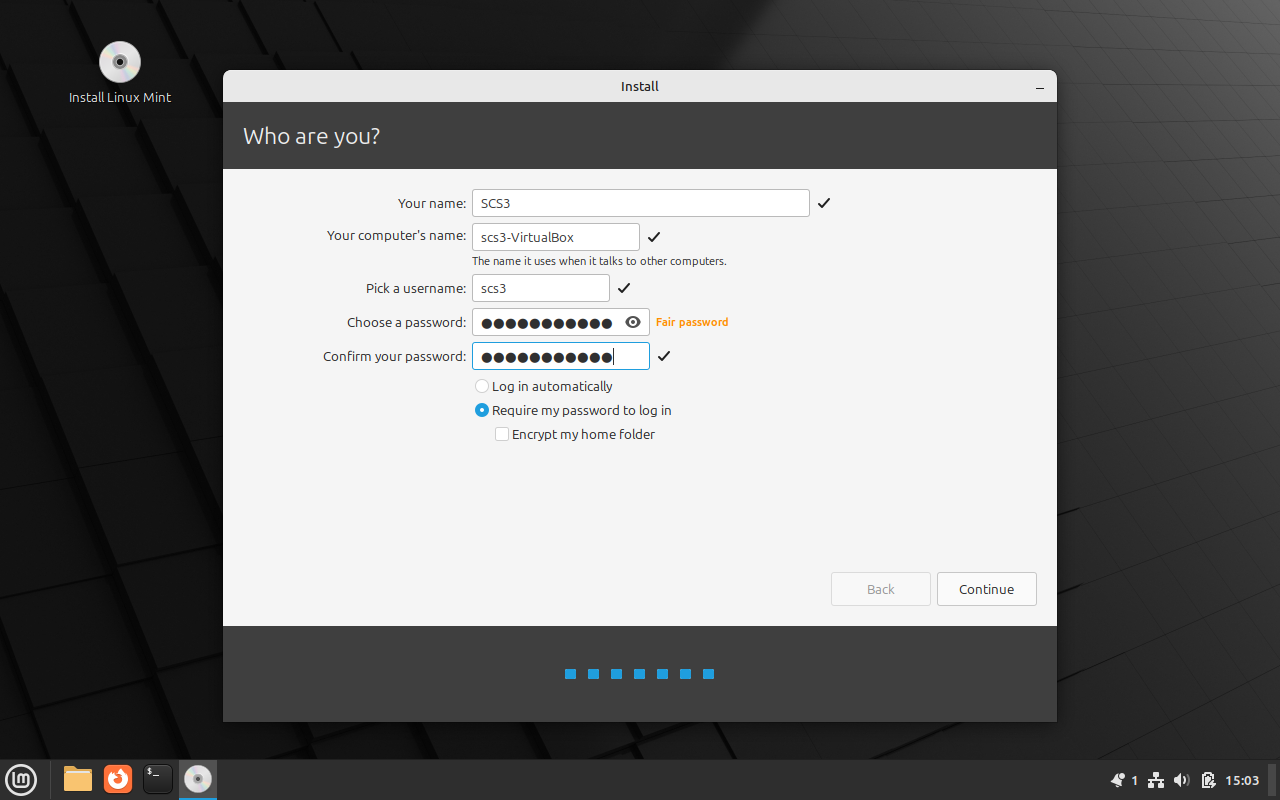 Install Linux Mint
Install
Who are you?
Your name: SCS3
Your computer's name: scs3-VirtualBox
The name it uses when it talks to other computers.
Pick a username: scs3
Choose a password: ●●●●●●●●●●● Fair password
Confirm your password: ●●●●●●●●●●●
Log in automatically
Require my password to log in
Encrypt my home folder
Back Continue
$_ 1 15:03